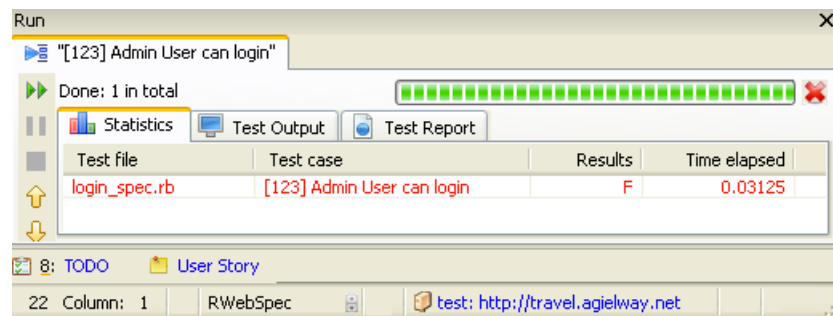 Run
"[123] Admin User can login"
Done: 1 in total
Statistics Test Output Test Report
Test file Test case Results Time elapsed
login_spec.rb [123] Admin User can login F 0.03125
8: TODO User Story
22 Column: 1 RWebSpec test: http://travel.agielway.net